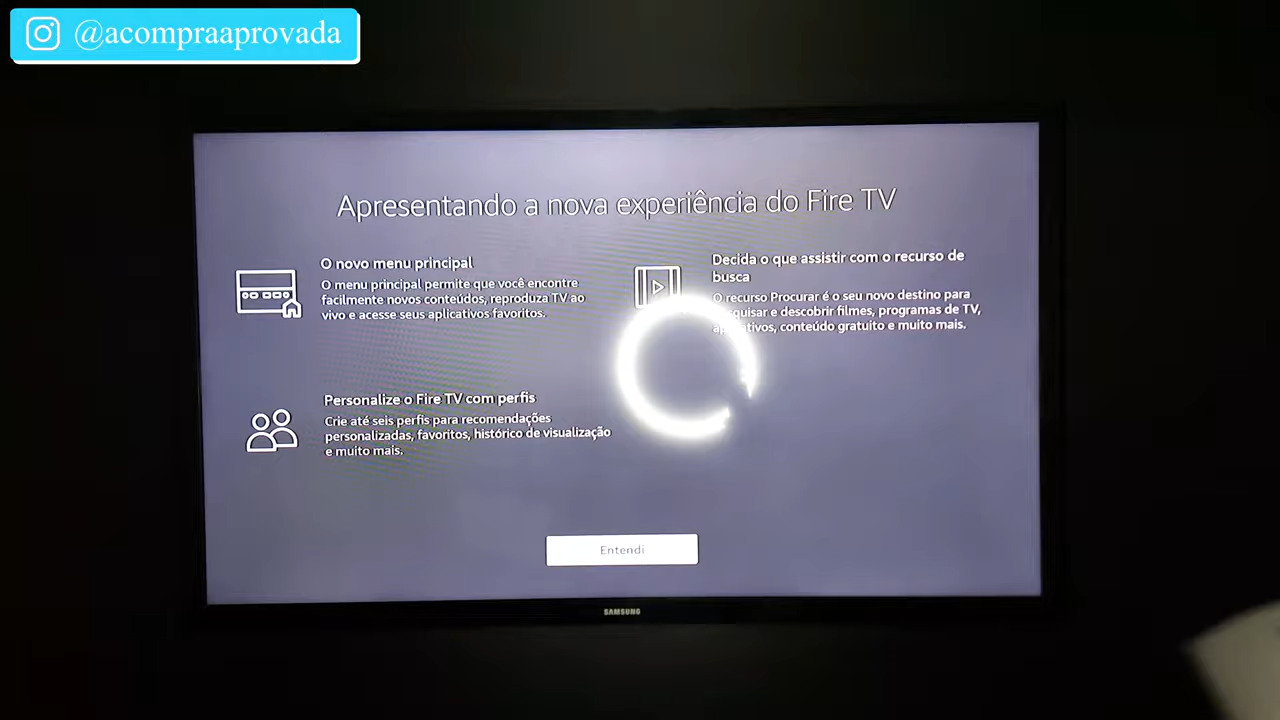 @acompraaprovada
Apresentando a nova experiência do Fire TV
O novo menu principal
O menu principal permite que você encontre
facilmente novos conteúdos, reproduza TV ao
vivo e acesse seus aplicativos favoritos.
Decida o que assistir com o recurso de
busca
O recurso Procurar é o seu novo destino para
pesquisar e descobrir filmes, programas de TV,
aplicativos, conteúdo gratuito e muito mais.
Personalize o Fire TV com perfis
Crie até seis perfis para recomendações
personalizadas, favoritos, histórico de visualização
e muito mais.
Entendi
SAMSUNG